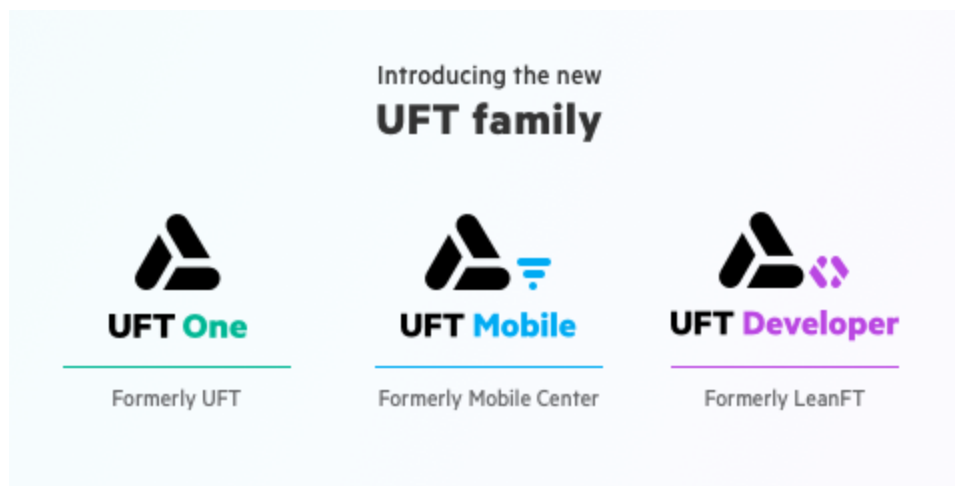 Introducing the new
UFT family
UFT One
UFT Mobile
UFT Developer
Formerly UFT
Formerly Mobile Center
Formerly LeanFT